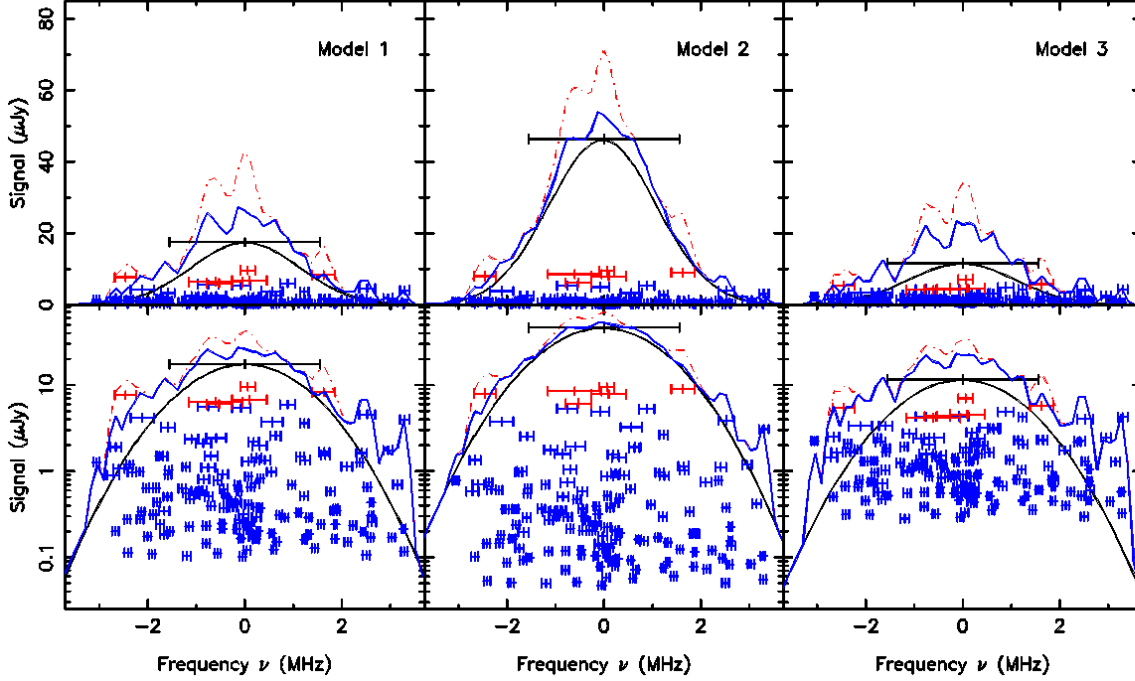 Model 1
Model 2
Model 3
Signal (μJy)
80
60
40
20
0
Signal (μJy)
10
1
0.1
−2 0 2
−2 0 2
−2 0 2
Frequency ν (MHz)
Frequency ν (MHz)
Frequency ν (MHz)